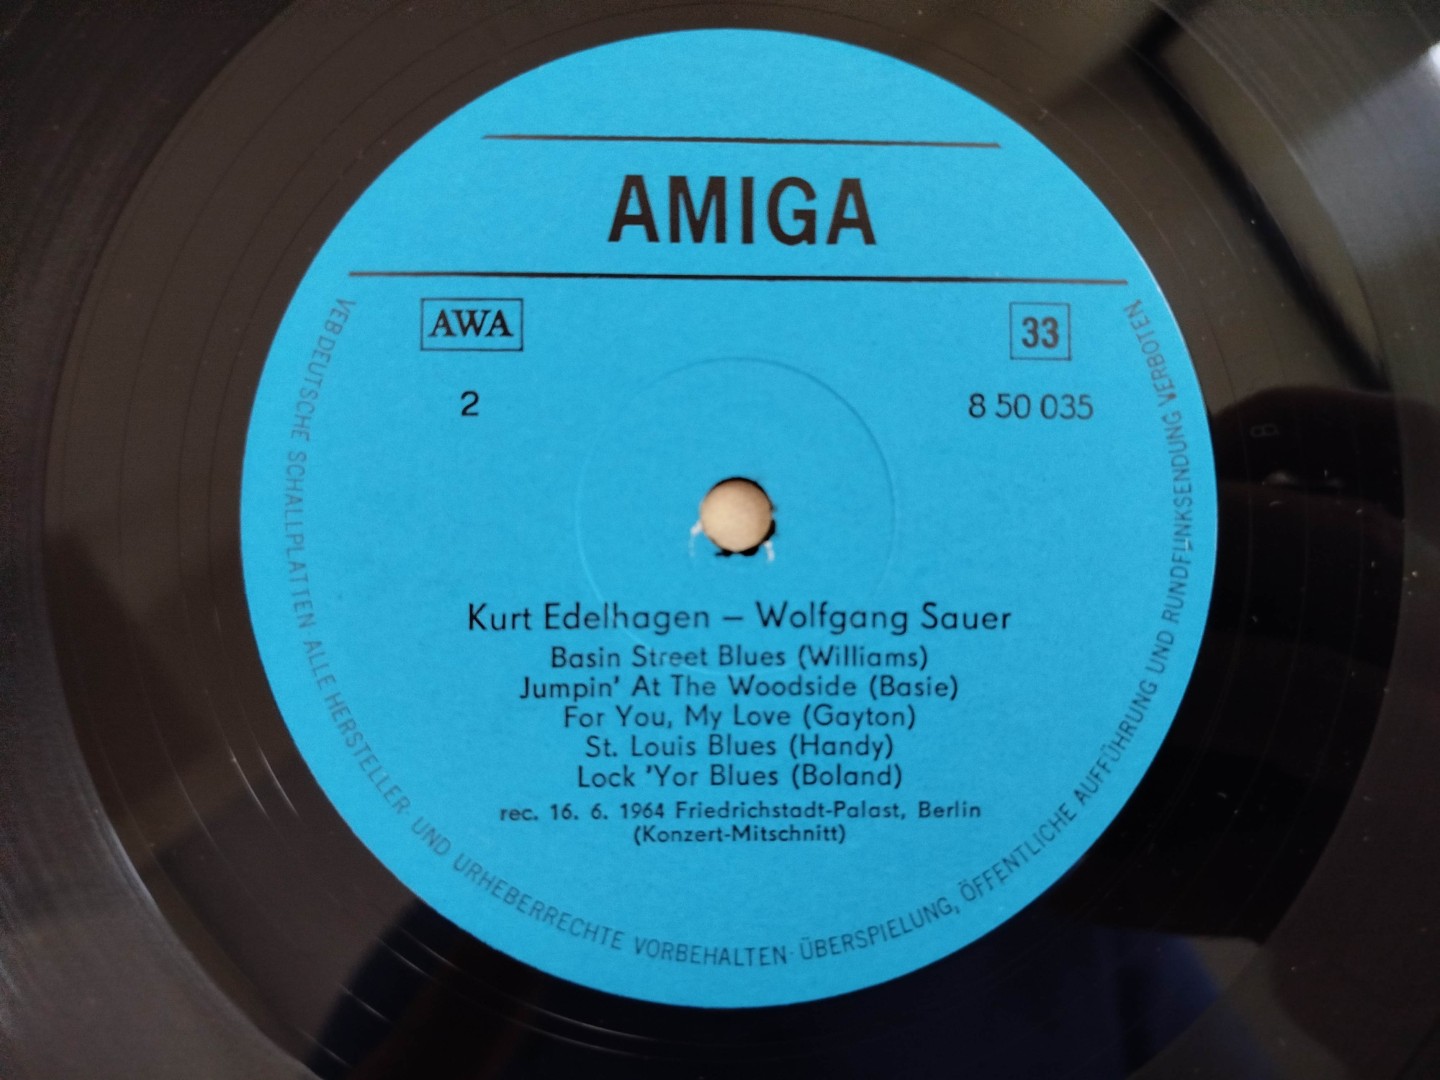 AMIGA
AWA
33
2
8 50 035
Kurt Edelhagen – Wolfgang Sauer
Basin Street Blues (Williams)
Jumpin' At The Woodside (Basie)
For You, My Love (Gayton)
St. Louis Blues (Handy)
Lock 'Yor Blues (Boland)
rec. 16. 6. 1964 Friedrichstadt-Palast, Berlin
(Konzert-Mitschnitt)
VEB DEUTSCHE SCHALLPLATTEN ALLE HERSTELLER- UND URHEBERRECHTE VORBEHALTEN· ÜBERSPIELUNG, ÖFFENTLICHE AUFFÜHRUNG UND RUNDFUNKSENDUNG VERBOTEN